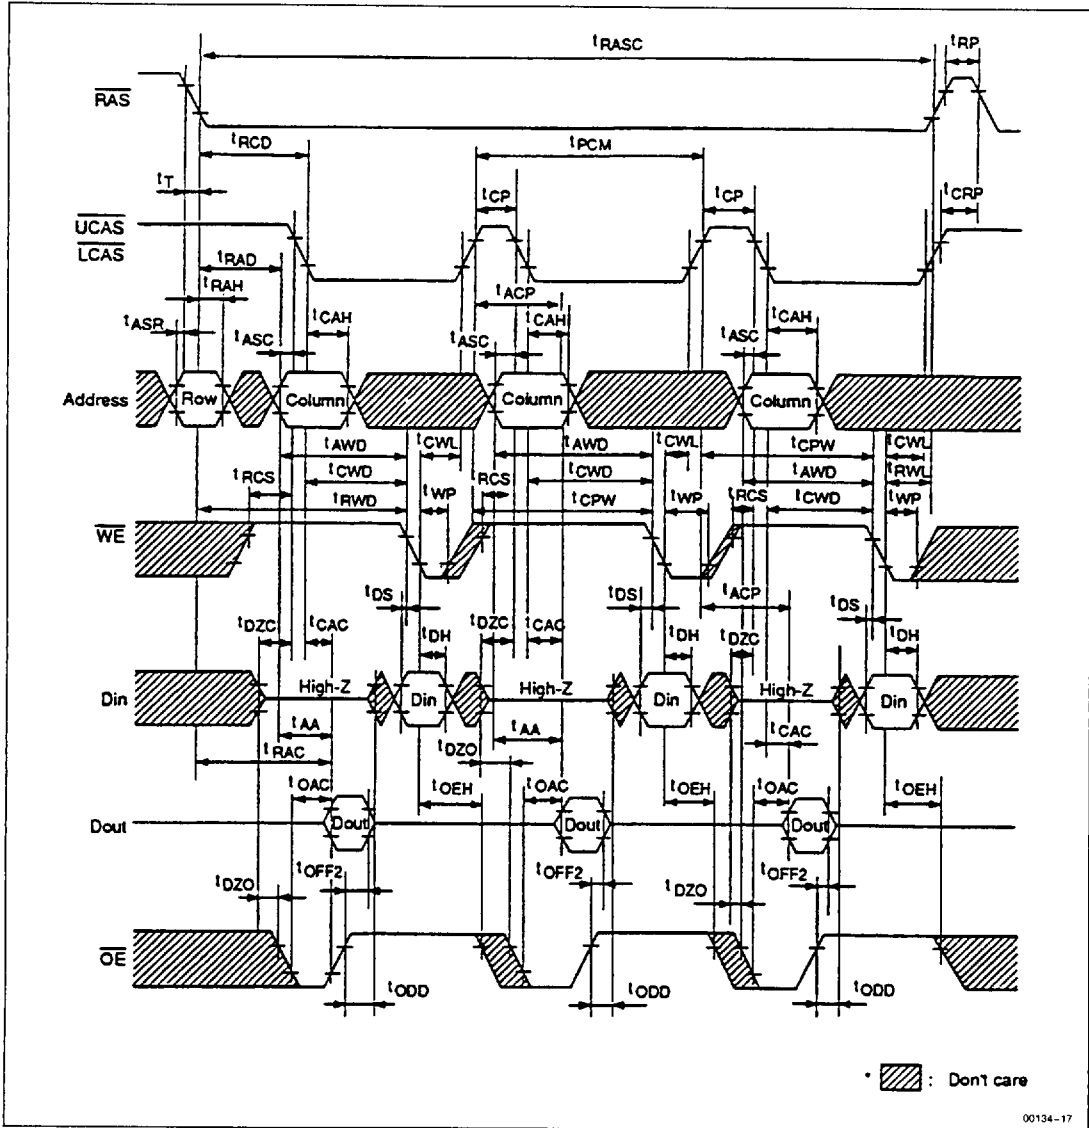 tRASC tRP
RAS
tRCD tPCM
tT tCP tCP tCRP
UCAS
LCAS
tRAD
tRAH tACP
tASR tASC tCAH tASC tCAH tASC tCAH
Address Row Column Column Column
tAWD tCWL tAWD tCWL tCPW tCWL
tRCS tCWD tRCS tCWD tAWD tRWL
tRWD tWP tCPW tWP tRCS tCWD tWP
WE
tDS tDS tACP tDS
tDZC tCAC tDH tDZC tCAC tDH tDZC tDH
Din High-Z Din High-Z Din High-Z Din
tAA tAA tCAC
tRAC tDZO
tOAC tOEH tOAC tOEH tOAC tOEH
Dout Dout Dout Dout
tDZO tOFF2 tOFF2 tDZO tOFF2
OE
tODD tODD tODD
* : Don't care
00134-17